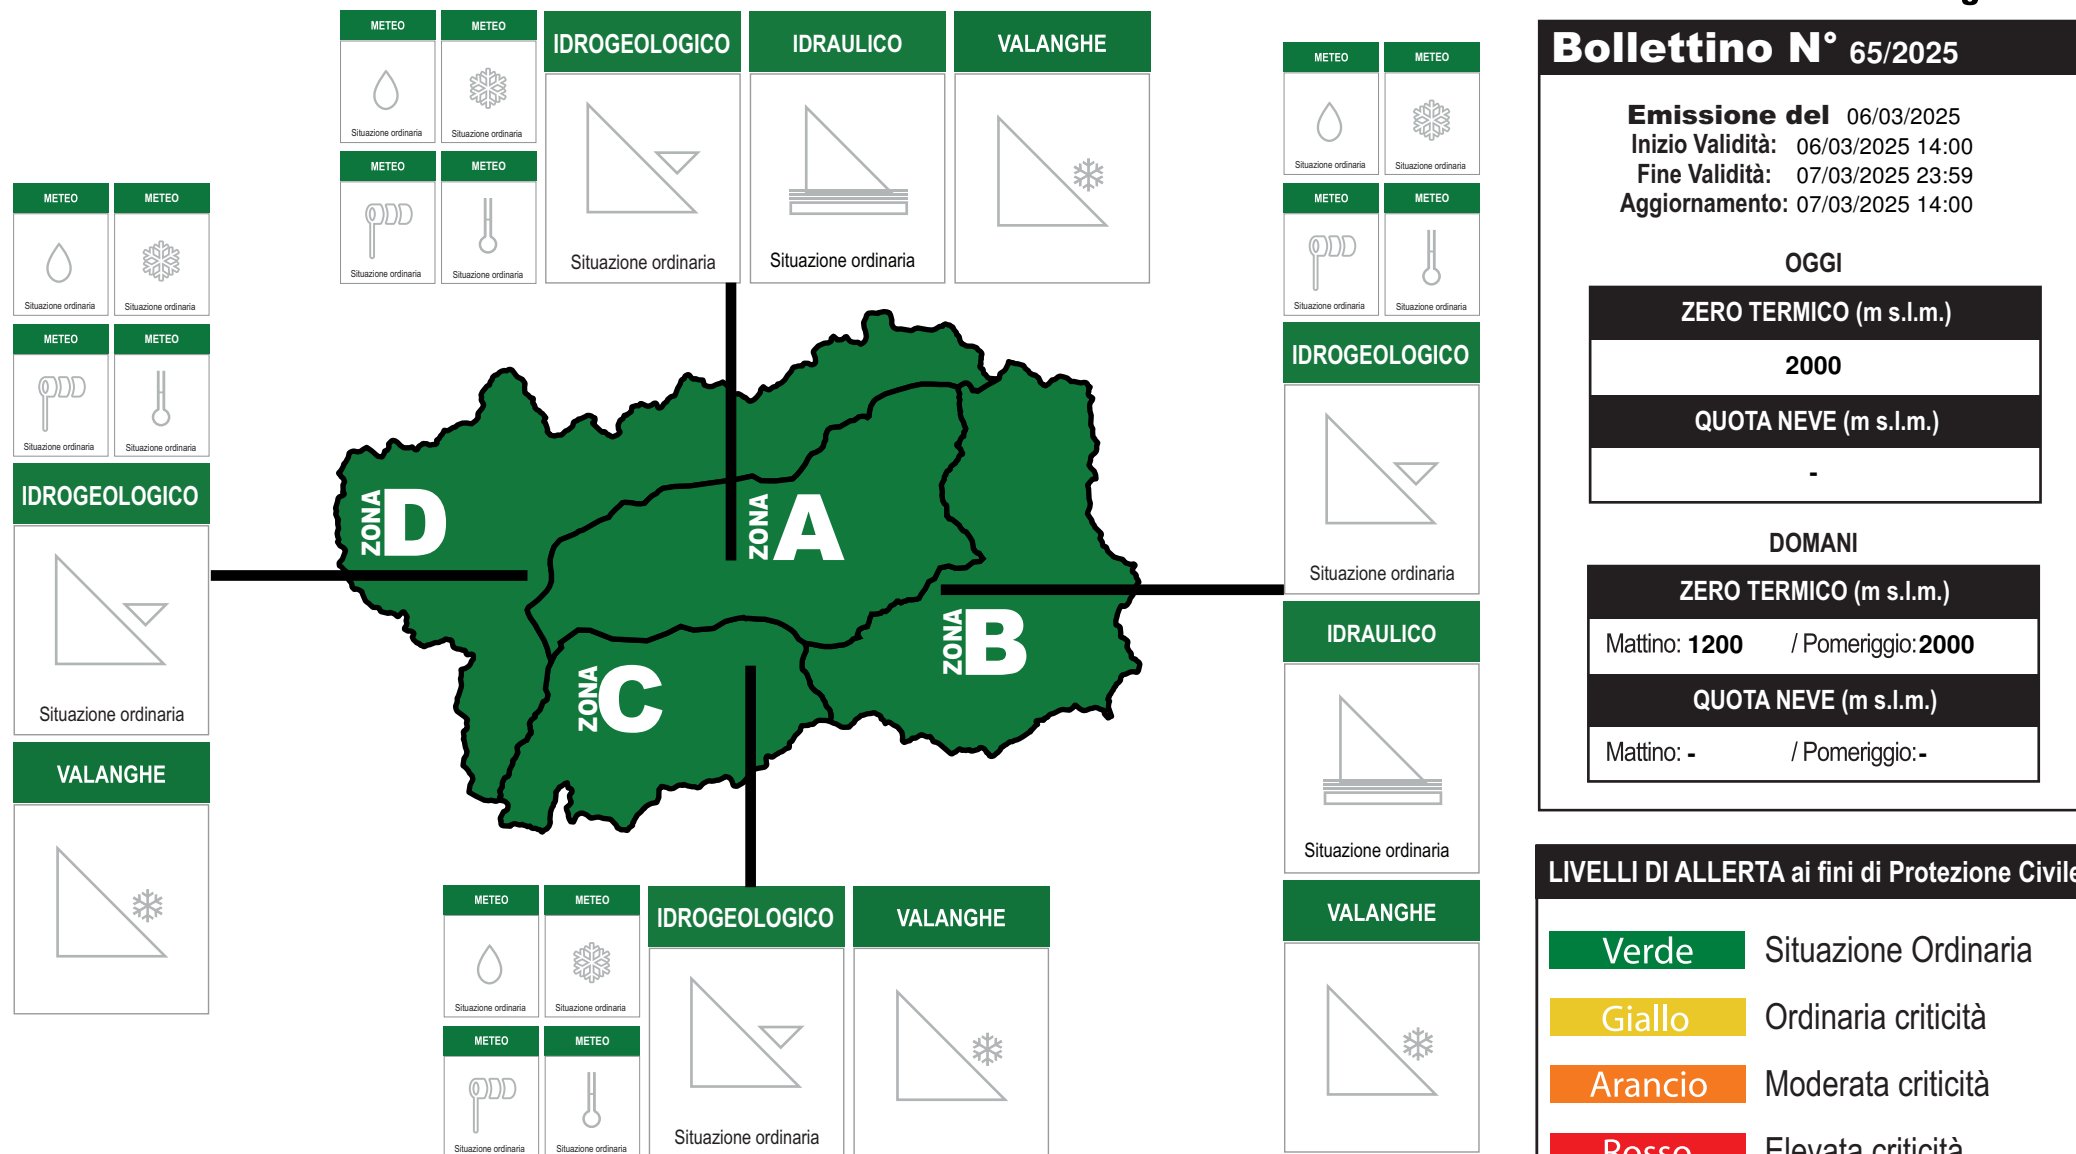 METEO
METEO
Situazione ordinaria
Situazione ordinaria
METEO
METEO
Situazione ordinaria
Situazione ordinaria
IDROGEOLOGICO
Situazione ordinaria
IDRAULICO
Situazione ordinaria
VALANGHE
METEO
METEO
Situazione ordinaria
Situazione ordinaria
METEO
METEO
Situazione ordinaria
Situazione ordinaria
IDROGEOLOGICO
Situazione ordinaria
VALANGHE
ZONA D
ZONA A
ZONA B
ZONA C
METEO
METEO
Situazione ordinaria
Situazione ordinaria
METEO
METEO
Situazione ordinaria
Situazione ordinaria
IDROGEOLOGICO
Situazione ordinaria
VALANGHE
METEO
METEO
Situazione ordinaria
Situazione ordinaria
METEO
METEO
Situazione ordinaria
Situazione ordinaria
IDROGEOLOGICO
Situazione ordinaria
IDRAULICO
Situazione ordinaria
VALANGHE
Bollettino N° 65/2025
Emissione del 06/03/2025
Inizio Validità: 06/03/2025 14:00
Fine Validità: 07/03/2025 23:59
Aggiornamento: 07/03/2025 14:00
OGGI
ZERO TERMICO (m s.l.m.)
2000
QUOTA NEVE (m s.l.m.)
-
DOMANI
ZERO TERMICO (m s.l.m.)
Mattino: 1200 / Pomeriggio: 2000
QUOTA NEVE (m s.l.m.)
Mattino: - / Pomeriggio: -
LIVELLI DI ALLERTA ai fini di Protezione Civile
Verde Situazione Ordinaria
Giallo Ordinaria criticità
Arancio Moderata criticità
Rosso Elevata criticità